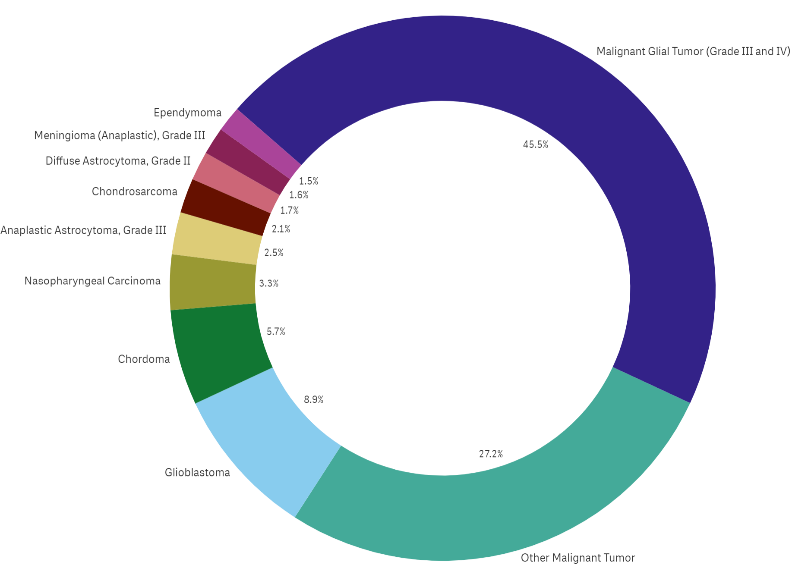 Malignant Glial Tumor (Grade III and IV)
45.5%
Ependymoma
1.5%
Meningioma (Anaplastic), Grade III
1.6%
Diffuse Astrocytoma, Grade II
1.7%
Chondrosarcoma
2.1%
Anaplastic Astrocytoma, Grade III
2.5%
Nasopharyngeal Carcinoma
3.3%
Chordoma
5.7%
Glioblastoma
8.9%
Other Malignant Tumor
27.2%